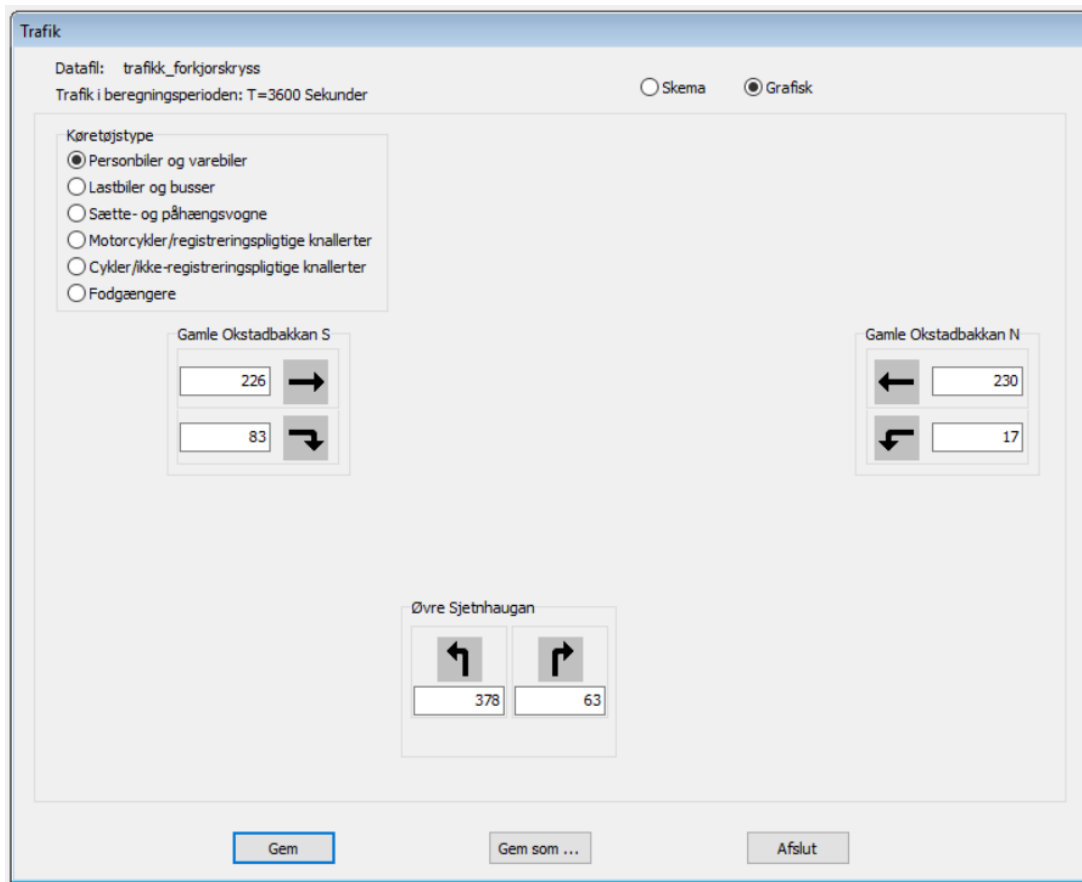 Trafik
Datafil: trafikk_forkjorskryss
Trafik i beregningsperioden: T=3600 Sekunder
Skema Grafisk
Køretøjstype
Personbiler og varebiler
Lastbiler og busser
Sætte- og påhængsvogne
Motorcykler/registreringspligtige knallerter
Cykler/ikke-registreringspligtige knallerter
Fodgængere
Gamle Okstadbakkan S
226
83
Gamle Okstadbakkan N
230
17
Øvre Sjetnhaugan
378 63
Gem Gem som ... Afslut